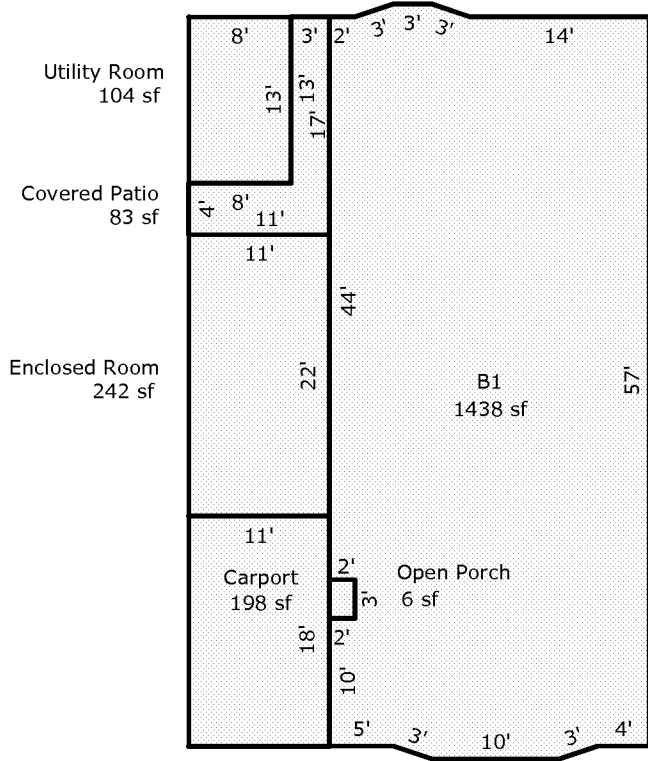 8' 3' 2' 3' 3' 3' 14'
Utility Room
104 sf
13' 13'
17'
Covered Patio
83 sf
4' 8'
11'
11'
44'
Enclosed Room
242 sf
22'
B1
1438 sf
57'
11'
2'
Carport
198 sf
3'
Open Porch
6 sf
18' 2'
10'
5' 3' 10' 3' 4'